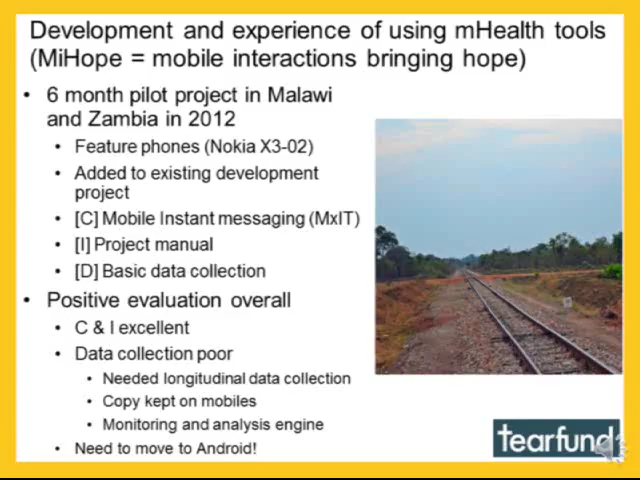 Development and experience of using mHealth tools
(MiHope = mobile interactions bringing hope)
• 6 month pilot project in Malawi
and Zambia in 2012
• Feature phones (Nokia X3-02)
• Added to existing development
project
• [C] Mobile Instant messaging (MxIT)
• [I] Project manual
• [D] Basic data collection
• Positive evaluation overall
• C & I excellent
• Data collection poor
• Needed longitudinal data collection
• Copy kept on mobiles
• Monitoring and analysis engine
• Need to move to Android!
tearfund